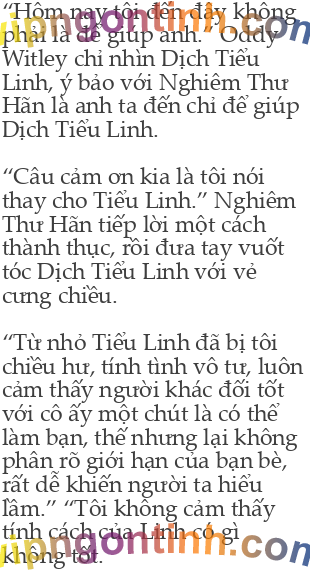 “Hôm nay tôi đến đây không
phải là để giúp anh.” Oddy
Witley chỉ nhìn Dịch Tiểu
Linh, ý bảo với Nghiêm Thư
Hãn là anh ta đến chỉ để giúp
Dịch Tiểu Linh.
“Câu cảm ơn kia là tôi nói
thay cho Tiểu Linh.” Nghiêm
Thư Hãn tiếp lời một cách
thành thục, rồi đưa tay vuốt
tóc Dịch Tiểu Linh với vẻ
cưng chiều.
“Từ nhỏ Tiểu Linh đã bị tôi
chiều hư, tính tình vô tư, luôn
cảm thấy người khác đối tốt
với cô ấy một chút là có thể
làm bạn, thế nhưng lại không
phân rõ giới hạn của bạn bè,
rất dễ khiến người ta hiểu
lầm.” “Tôi không cảm thấy
tính cách của Linh có gì
không tốt.
vipngontinh.com